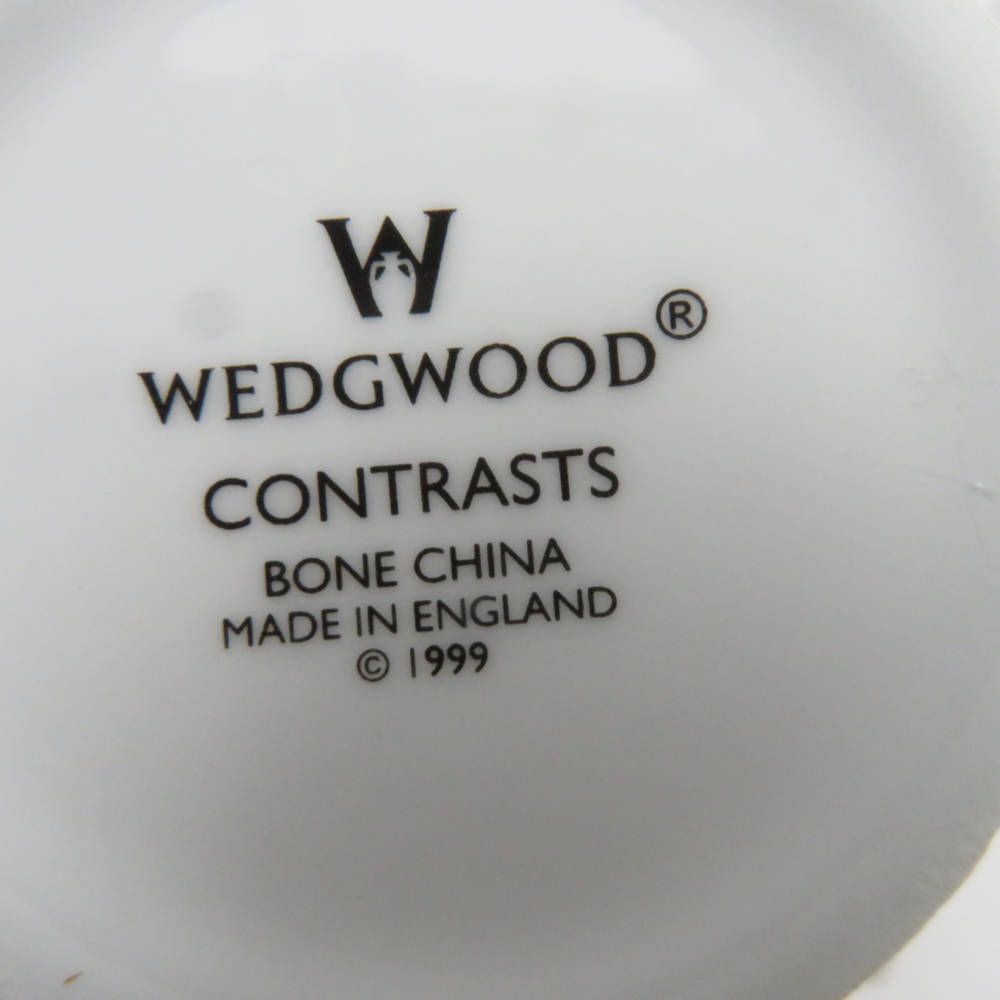 W
WEDGWOOD®
CONTRASTS
BONE CHINA
MADE IN ENGLAND
© 1999